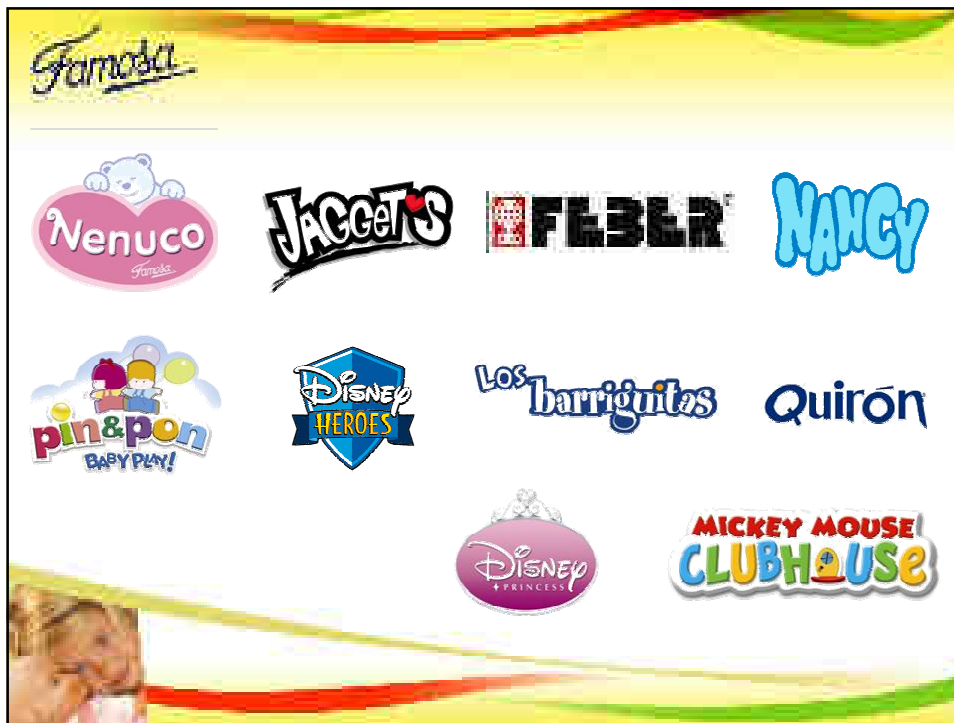 Famosa
Nenuco
Famosa
JAGGET'S
FEBER
NANCY
pin&pon
BABY PLAY!
DISNEY
HEROES
Los barriguitas
Quirón
DISNEY
PRINCESS
MICKEY MOUSE
CLUBHOUSE